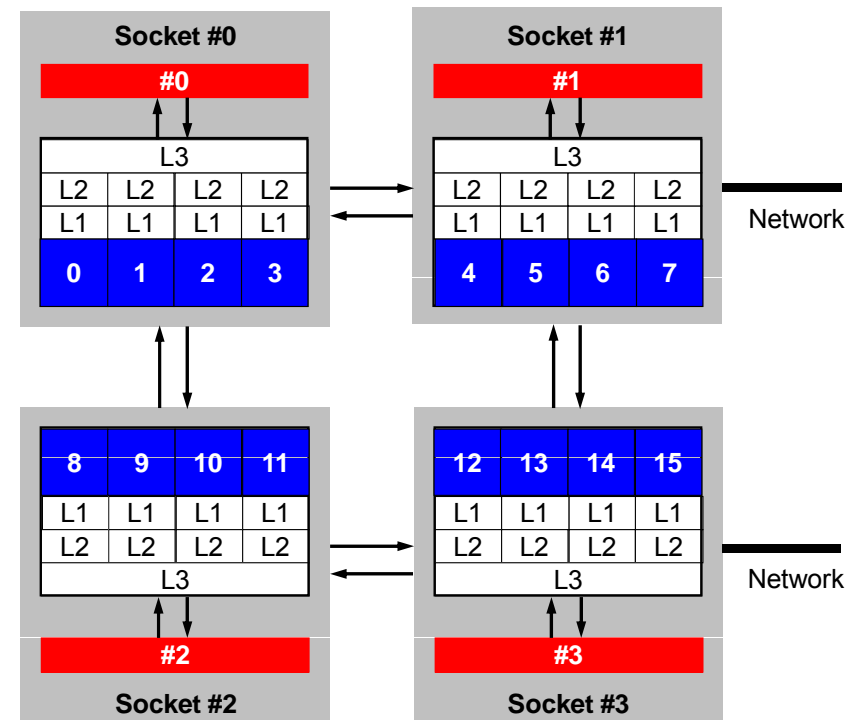 Socket #0 Socket #1
#0 #1
L3 L3
L2 L2 L2 L2 L2 L2 L2 L2
L1 L1 L1 L1 L1 L1 L1 L1
Network
0 1 2 3 4 5 6 7
8 9 10 11 12 13 14 15
L1 L1 L1 L1 L1 L1 L1 L1
L2 L2 L2 L2 L2 L2 L2 L2
L3 L3
Network
#2 #3
Socket #2 Socket #3